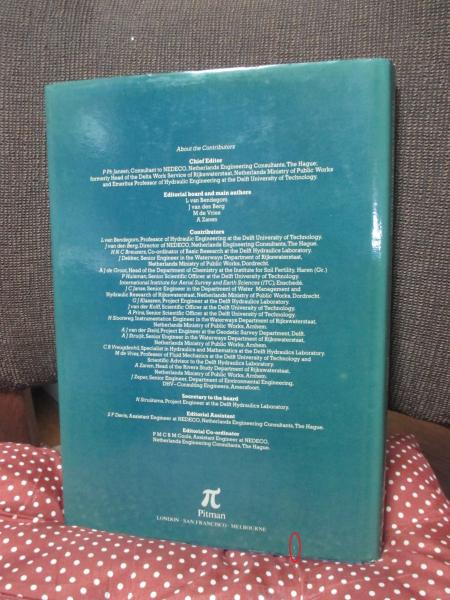 About the Contributors
Chief Editor
P Ph Jansen, Consultant to NEDECO, Netherlands Engineering Consultants, The Hague;
formerly Head of the Delta Work Service of Rijkswaterstaat, Netherlands Ministry of Public Works
and Emeritus Professor of Hydraulic Engineering at the Delft University of Technology.
Editorial board and main authors
L van Bendegom
J van den Berg
M de Vries
A Zanen
Contributors
L van Bendegom, Professor of Hydraulic Engineering at the Delft University of Technology.
J van den Berg, Director of NEDECO, Netherlands Engineering Consultants, The Hague.
H N C Breusers, Co-ordinator of Basic Research at the Delft Hydraulics Laboratory.
J Dekker, Senior Engineer in the Waterways Department of Rijkswaterstaat,
Netherlands Ministry of Public Works, Dordrecht.
A J de Groot, Head of the Department of Chemistry at the Institute for Soil Fertility, Haren (Gr.)
P Huisman, Senior Scientific Officer at the Delft University of Technology.
International Institute for Aerial Survey and Earth Sciences (ITC), Enschedé.
J C Jense, Senior Engineer in the Department of Water Management and
Hydraulic Research of Rijkswaterstaat, Netherlands Ministry of Public Works, Dordrecht.
G J Klaassen, Project Engineer at the Delft Hydraulics Laboratory.
J van der Kolff, Scientific Officer at the Delft University of Technology.
A Prins, Senior Scientific Officer at the Delft University of Technology.
Instrumentation Engineer in the Waterways Department of Rijkswaterstaat,
Netherlands Ministry of Public Works, Arnhem.
A J van der Steld, Project Engineer at the Geodetic Survey Department, Delft.
A J Struijk, Senior Engineer in the Waterways Department of Rijkswaterstaat,
Netherlands Ministry of Public Works, Arnhem.
C B Vreugdenhil, Specialist in Hydraulics and Mathematics at the Delft Hydraulics Laboratory.
M de Vries, Professor of Fluid Mechanics at the Delft University of Technology and
Scientific Advisor to the Delft Hydraulics Laboratory.
A Zanen, Head of the Rivers Study Department of Rijkswaterstaat,
Netherlands Ministry of Public Works, Arnhem.
J Zeper, Senior Engineer, Department of Environmental Engineering,
DHV–Consulting Engineers, Amersfoort.
Secretary to the board
N Struiksma, Project Engineer at the Delft Hydraulics Laboratory.
Editorial Assistant
S F Davis, Assistant Engineer at NEDECO, Netherlands Engineering Consultants, The Hague.
Editorial Co-ordinator
P M C B M Cools, Assistant Engineer at NEDECO,
Netherlands Engineering Consultants, The Hague.
π
Pitman
LONDON · SAN FRANCISCO · MELBOURNE